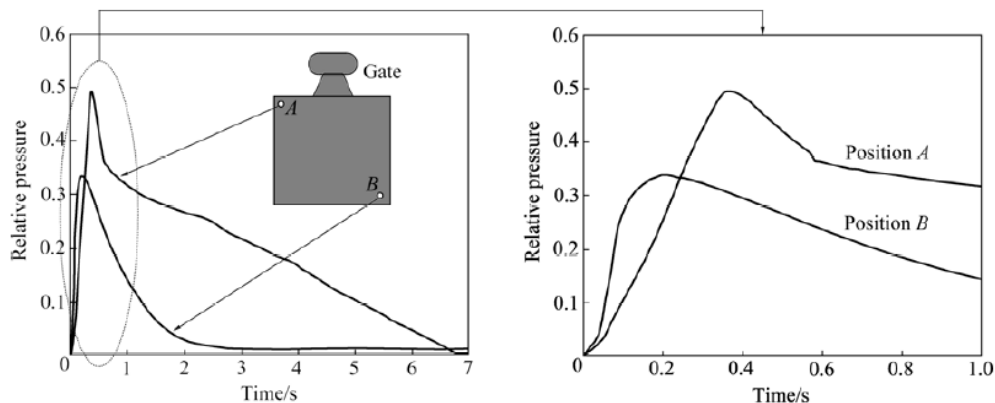 0.6
0.5
0.4
0.3
0.2
0.1
0
Relative pressure
1 2 3 4 5 6 7
Time/s
Gate
A
B
0.6
0.5
0.4
0.3
0.2
0.1
0
Relative pressure
0.2 0.4 0.6 0.8 1.0
Time/s
Position A
Position B